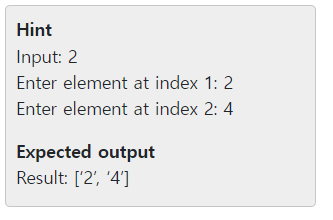 Hint
Input: 2
Enter element at index 1: 2
Enter element at index 2: 4
Expected output
Result: [‘2’, ‘4’]